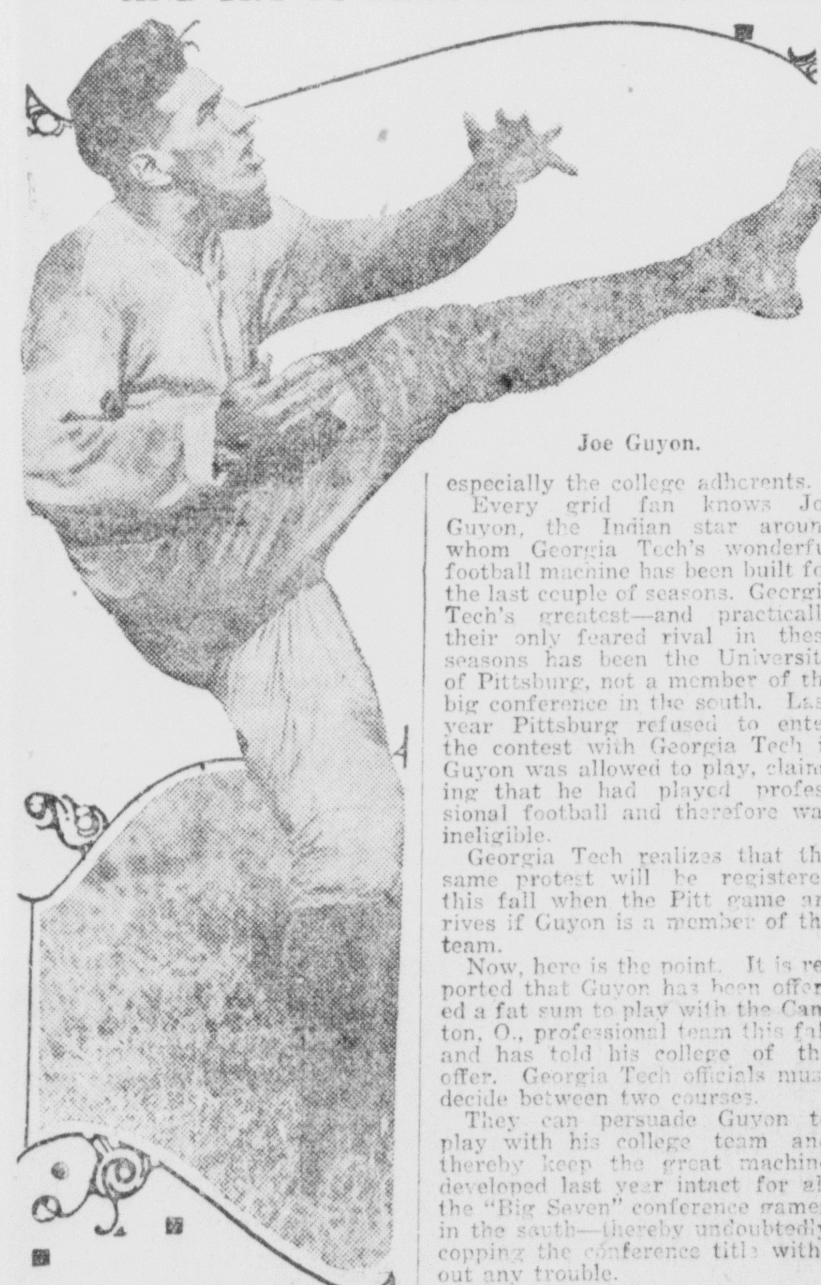 Joe Guyon.
especially the college adherents.
Every grid fan knows Jo
Guyon, the Indian star aroun
whom Georgia Tech's wonderfu
football machine has been built fo
the last couple of seasons. Georgi
Tech's greatest—and practicall
their only feared rival in thes
seasons has been the Universit
of Pittsburg, not a member of th
big conference in the south. Las
year Pittsburg refused to ente
the contest with Georgia Tech i
Guyon was allowed to play, claim
ing that he had played profes
sional football and therefore wa
ineligible.
Georgia Tech realizes that th
same protest will be registere
this fall when the Pitt game ar
rives if Guyon is a member of th
team.
Now, here is the point. It is re
ported that Guyon has been offer
ed a fat sum to play with the Can
ton, O., professional team this fal
and has told his college of th
offer. Georgia Tech officials mus
decide between two courses.
They can persuade Guyon t
play with his college team an
thereby keep the great machin
developed last year intact for al
the "Big Seven" conference game
in the south—thereby undoubtedly
copping the conference title with
out any trouble.